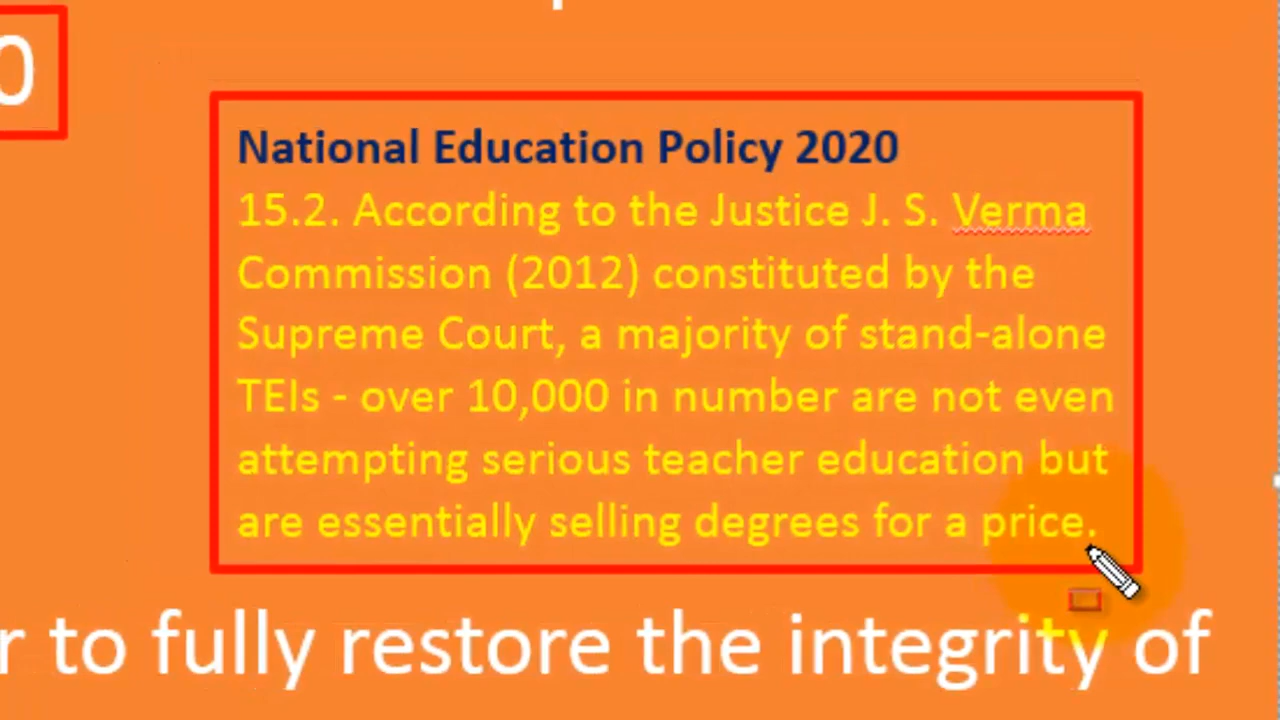 0
National Education Policy 2020
15.2. According to the Justice J. S. Verma
Commission (2012) constituted by the
Supreme Court, a majority of stand-alone
TEIs - over 10,000 in number are not even
attempting serious teacher education but
are essentially selling degrees for a price.
r to fully restore the integrity of